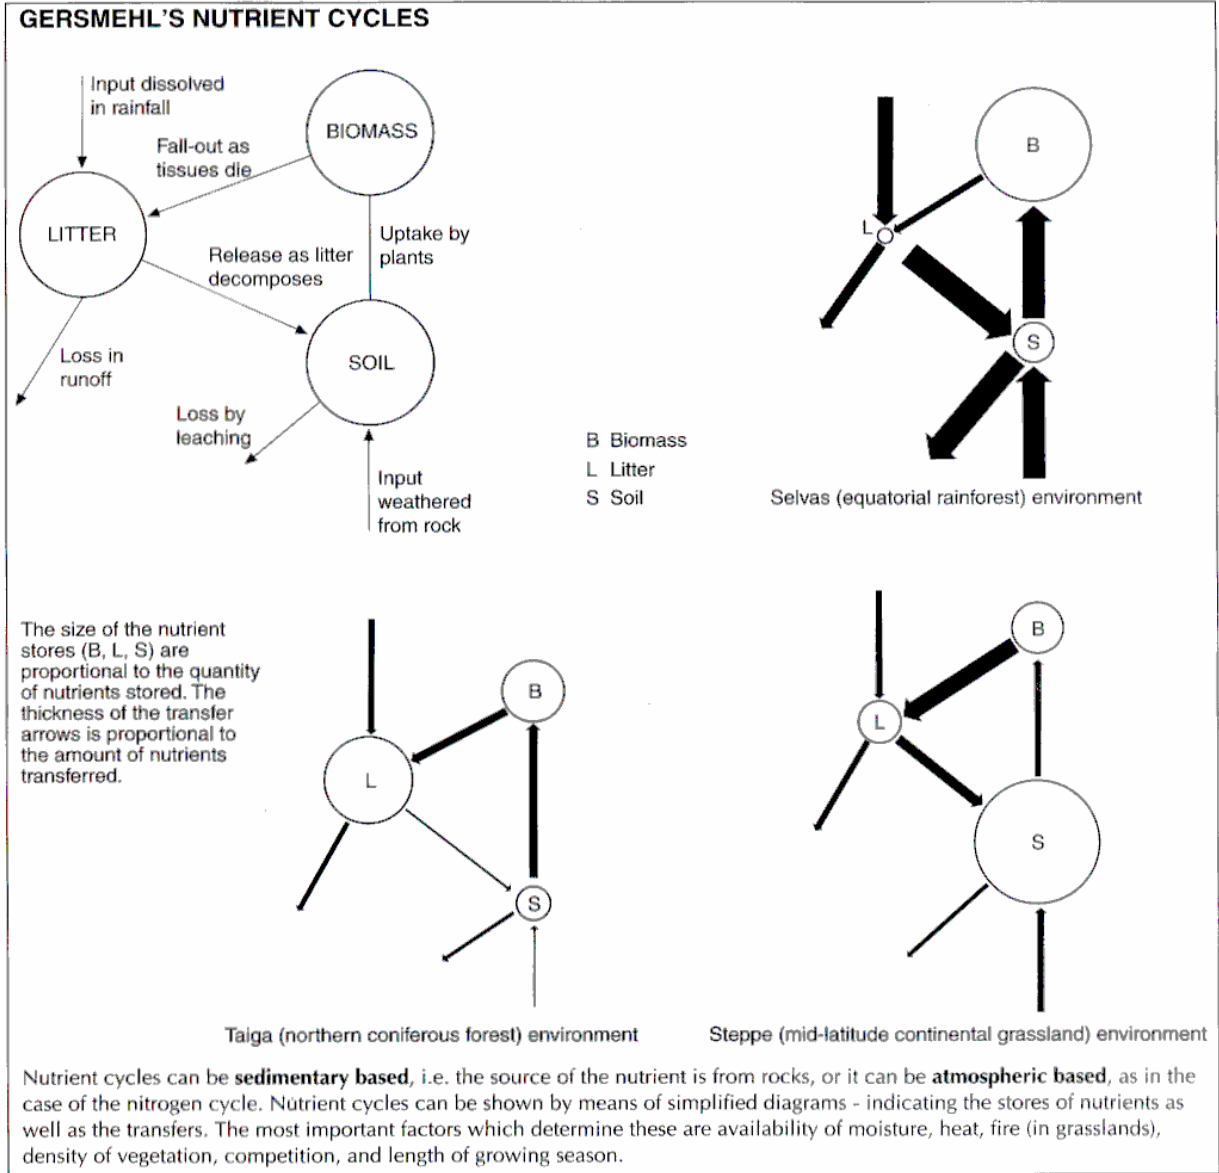 GERSMEHL'S NUTRIENT CYCLES
Input dissolved
in rainfall
BIOMASS
Fall-out as
tissues die
LITTER
Uptake by
plants
Release as litter
decomposes
Loss in
runoff
SOIL
Loss by
leaching
Input
weathered
from rock
B Biomass
L Litter
S Soil
B
L
S
Selvas (equatorial rainforest) environment
The size of the nutrient
stores (B, L, S) are
proportional to the quantity
of nutrients stored. The
thickness of the transfer
arrows is proportional to
the amount of nutrients
transferred.
B
L
S
Taiga (northern coniferous forest) environment
B
L
S
Steppe (mid-latitude continental grassland) environment
Nutrient cycles can be sedimentary based, i.e. the source of the nutrient is from rocks, or it can be atmospheric based, as in the
case of the nitrogen cycle. Nutrient cycles can be shown by means of simplified diagrams - indicating the stores of nutrients as
well as the transfers. The most important factors which determine these are availability of moisture, heat, fire (in grasslands),
density of vegetation, competition, and length of growing season.